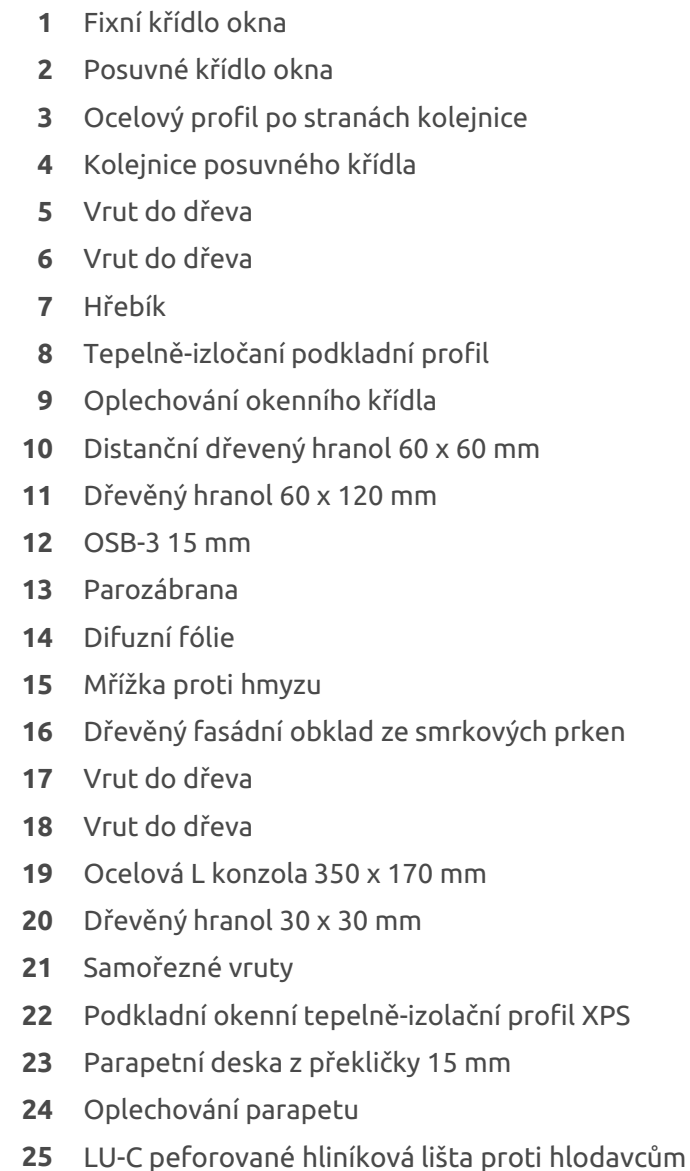 1 Fixní křídlo okna
2 Posuvné křídlo okna
3 Ocelový profil po stranách kolejnice
4 Kolejnice posuvného křídla
5 Vrut do dřeva
6 Vrut do dřeva
7 Hřebík
8 Tepelně-izločaní podkladní profil
9 Oplechování okenního křídla
10 Distanční dřevený hranol 60 x 60 mm
11 Dřevěný hranol 60 x 120 mm
12 OSB-3 15 mm
13 Parozábrana
14 Difuzní fólie
15 Mřížka proti hmyzu
16 Dřevěný fasádní obklad ze smrkových prken
17 Vrut do dřeva
18 Vrut do dřeva
19 Ocelová L konzola 350 x 170 mm
20 Dřevěný hranol 30 x 30 mm
21 Samořezné vruty
22 Podkladní okenní tepelně-izolační profil XPS
23 Parapetní deska z překličky 15 mm
24 Oplechování parapetu
25 LU-C peforované hliníková lišta proti hlodavcům